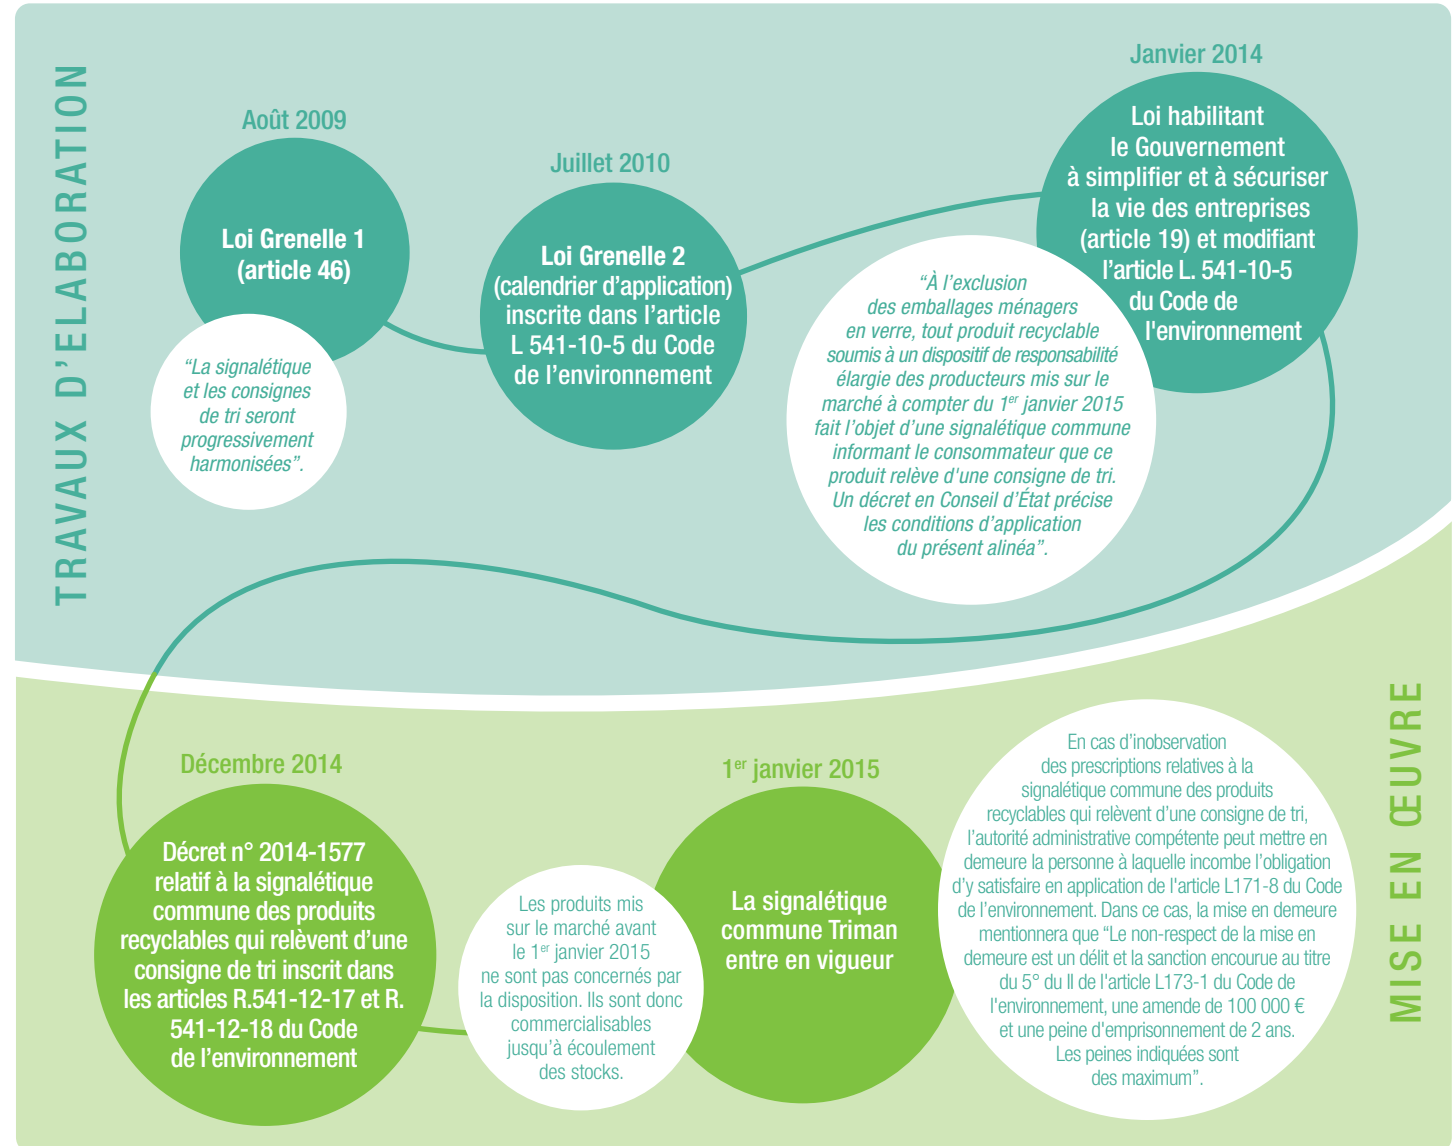 TRAVAUX D’ELABORATION
Août 2009
Loi Grenelle 1
(article 46)
“La signalétique
et les consignes
de tri seront
progressivement
harmonisées”.
Juillet 2010
Loi Grenelle 2
(calendrier d’application)
inscrite dans l’article
L 541-10-5 du Code
de l’environnement
Janvier 2014
Loi habilitant
le Gouvernement
à simplifier et à sécuriser
la vie des entreprises
(article 19) et modifiant
l’article L. 541-10-5
du Code de
l'environnement
“À l’exclusion
des emballages ménagers
en verre, tout produit recyclable
soumis à un dispositif de responsabilité
élargie des producteurs mis sur le
marché à compter du 1er janvier 2015
fait l’objet d’une signalétique commune
informant le consommateur que ce
produit relève d'une consigne de tri.
Un décret en Conseil d’État précise
les conditions d’application
du présent alinéa”.
MISE EN ŒUVRE
Décembre 2014
Décret n° 2014-1577
relatif à la signalétique
commune des produits
recyclables qui relèvent d’une
consigne de tri inscrit dans
les articles R.541-12-17 et R.
541-12-18 du Code
de l’environnement
Les produits mis
sur le marché avant
le 1er janvier 2015
ne sont pas concernés par
la disposition. Ils sont donc
commercialisables
jusqu’à écoulement
des stocks.
1er janvier 2015
La signalétique
commune Triman
entre en vigueur
En cas d’inobservation
des prescriptions relatives à la
signalétique commune des produits
recyclables qui relèvent d’une consigne de tri,
l’autorité administrative compétente peut mettre en
demeure la personne à laquelle incombe l’obligation
d’y satisfaire en application de l’article L171-8 du Code
de l’environnement. Dans ce cas, la mise en demeure
mentionnera que “Le non-respect de la mise en
demeure est un délit et la sanction encourue au titre
du 5° du II de l'article L173-1 du Code de
l'environnement, une amende de 100 000 €
et une peine d'emprisonnement de 2 ans.
Les peines indiquées sont
des maximum”.